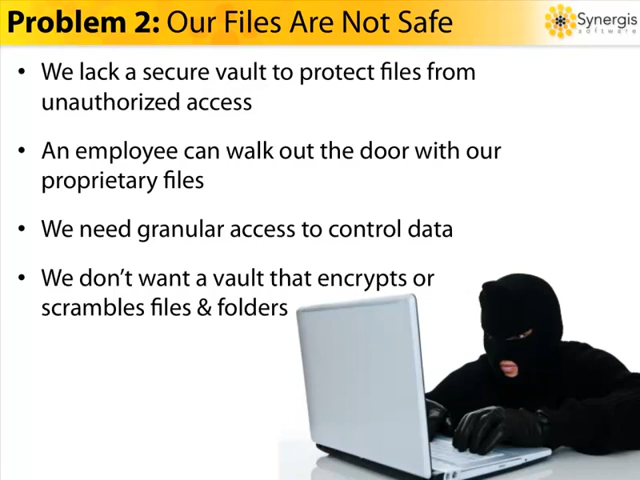 Problem 2: Our Files Are Not Safe
Synergis
software
• We lack a secure vault to protect files from
unauthorized access
• An employee can walk out the door with our
proprietary files
• We need granular access to control data
• We don't want a vault that encrypts or
scrambles files & folders